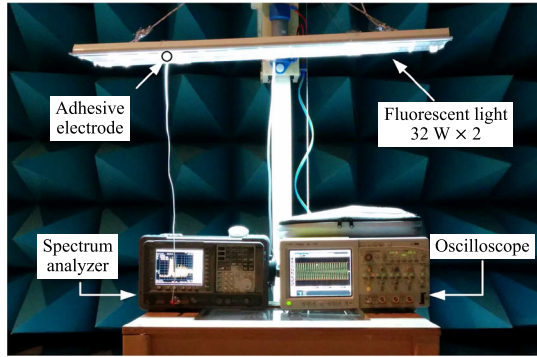 Adhesive
electrode
Fluorescent light
32 W × 2
Spectrum
analyzer
Oscilloscope